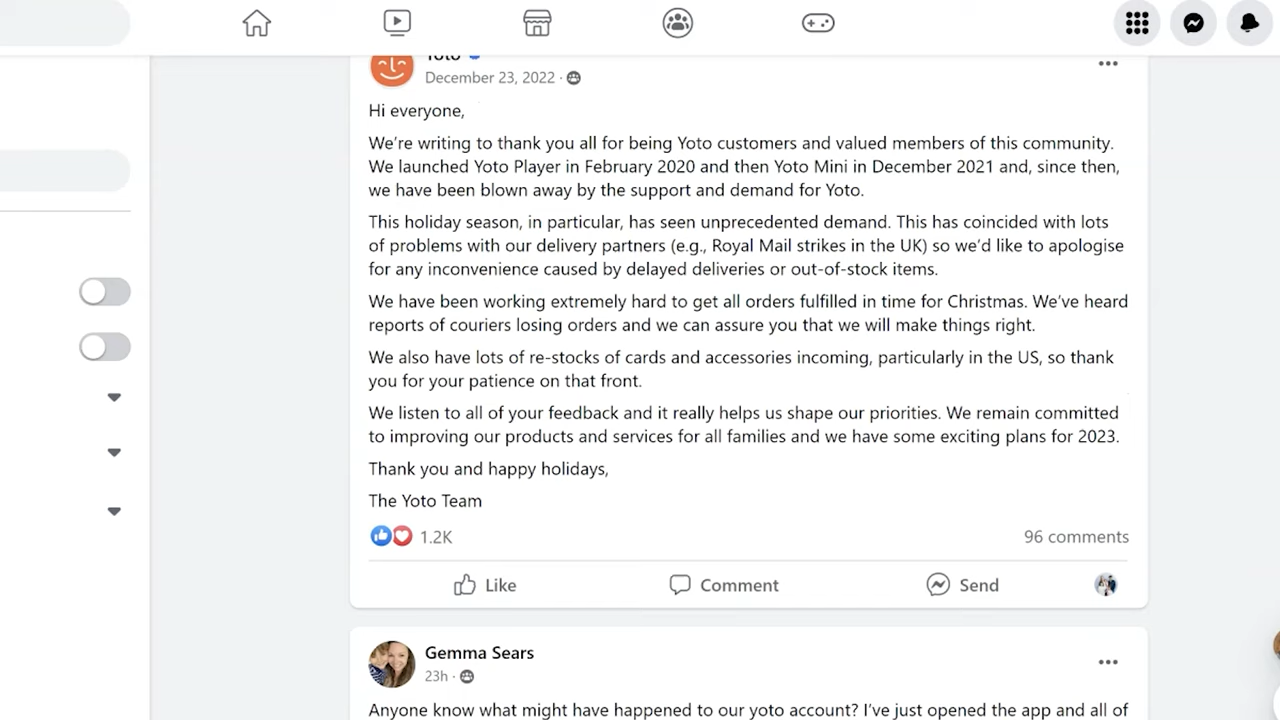 Yoto
December 23, 2022 ·
Hi everyone,
We’re writing to thank you all for being Yoto customers and valued members of this community.
We launched Yoto Player in February 2020 and then Yoto Mini in December 2021 and, since then,
we have been blown away by the support and demand for Yoto.
This holiday season, in particular, has seen unprecedented demand. This has coincided with lots
of problems with our delivery partners (e.g., Royal Mail strikes in the UK) so we’d like to apologise
for any inconvenience caused by delayed deliveries or out-of-stock items.
We have been working extremely hard to get all orders fulfilled in time for Christmas. We’ve heard
reports of couriers losing orders and we can assure you that we will make things right.
We also have lots of re-stocks of cards and accessories incoming, particularly in the US, so thank
you for your patience on that front.
We listen to all of your feedback and it really helps us shape our priorities. We remain committed
to improving our products and services for all families and we have some exciting plans for 2023.
Thank you and happy holidays,
The Yoto Team
1.2K 96 comments
Like Comment Send
Gemma Sears
23h ·
Anyone know what might have happened to our yoto account? I’ve just opened the app and all of